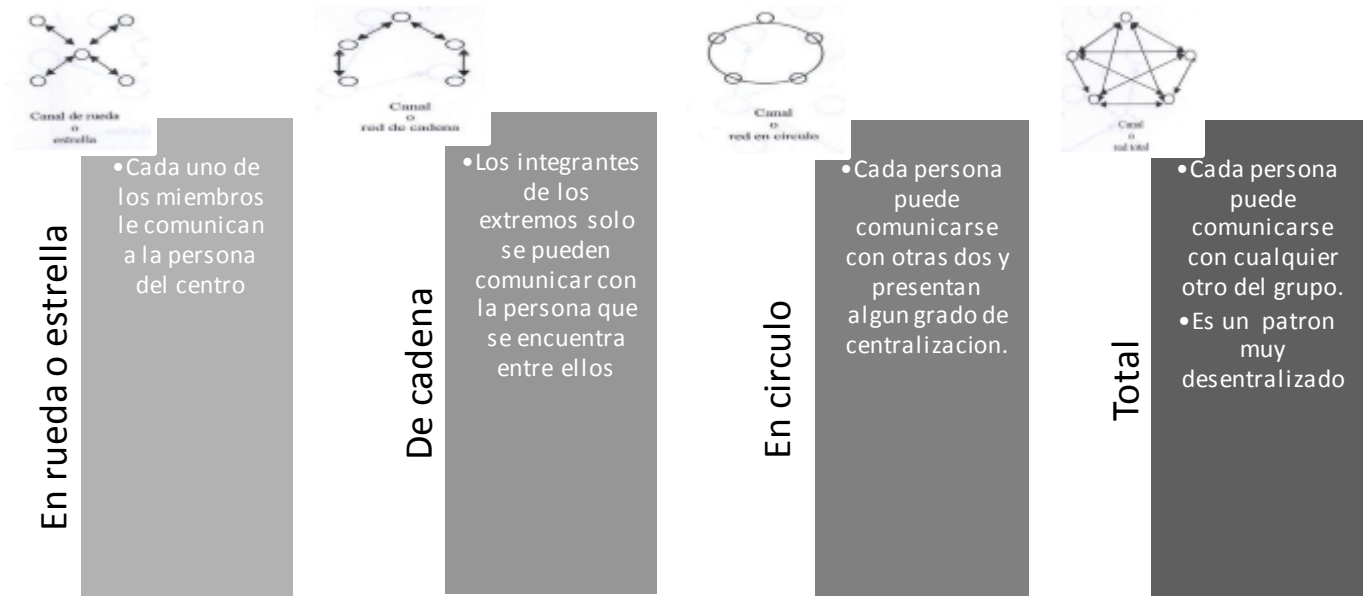 Canal de rueda
o
estrella
En rueda o estrella
•Cada uno de
los miembros
le comunican
a la persona
del centro
Canal
o
red de cadena
De cadena
•Los integrantes
de los
extremos solo
se pueden
comunicar con
la persona que
se encuentra
entre ellos
Canal
o
red en círculo
En circulo
•Cada persona
puede
comunicarse
con otras dos y
presentan
algun grado de
centralizacion.
Canal
o
red total
Total
•Cada persona
puede
comunicarse
con cualquier
otro del grupo.
•Es un patron
muy
desentralizado